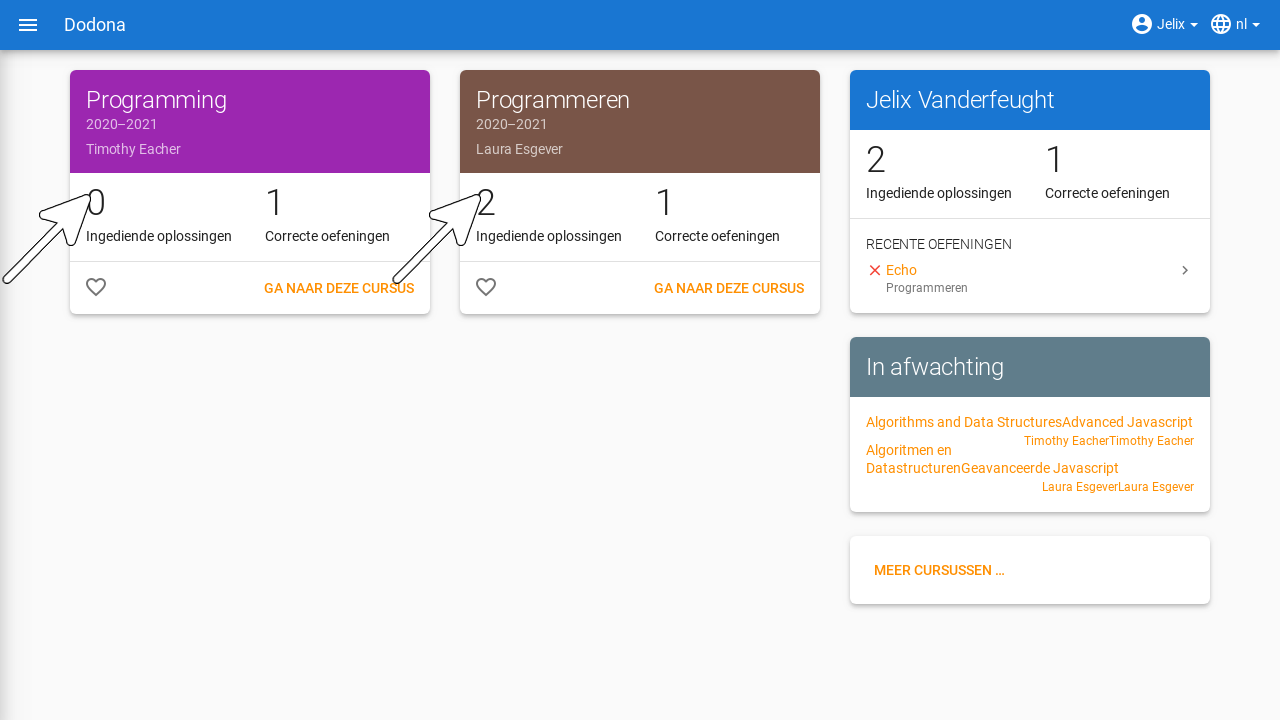 Dodona
Jelix
nl
Programming
2020–2021
Timothy Eacher
0
Ingediende oplossingen
1
Correcte oefeningen
GA NAAR DEZE CURSUS
Programmeren
2020–2021
Laura Esgever
2
Ingediende oplossingen
1
Correcte oefeningen
GA NAAR DEZE CURSUS
Jelix Vanderfeught
2
Ingediende oplossingen
1
Correcte oefeningen
RECENTE OEFENINGEN
Echo
Programmeren
In afwachting
Algorithms and Data StructuresAdvanced Javascript
Timothy EacherTimothy Eacher
Algoritmen en
DatastructurenGeavanceerde Javascript
Laura EsgeverLaura Esgever
MEER CURSUSSEN ...